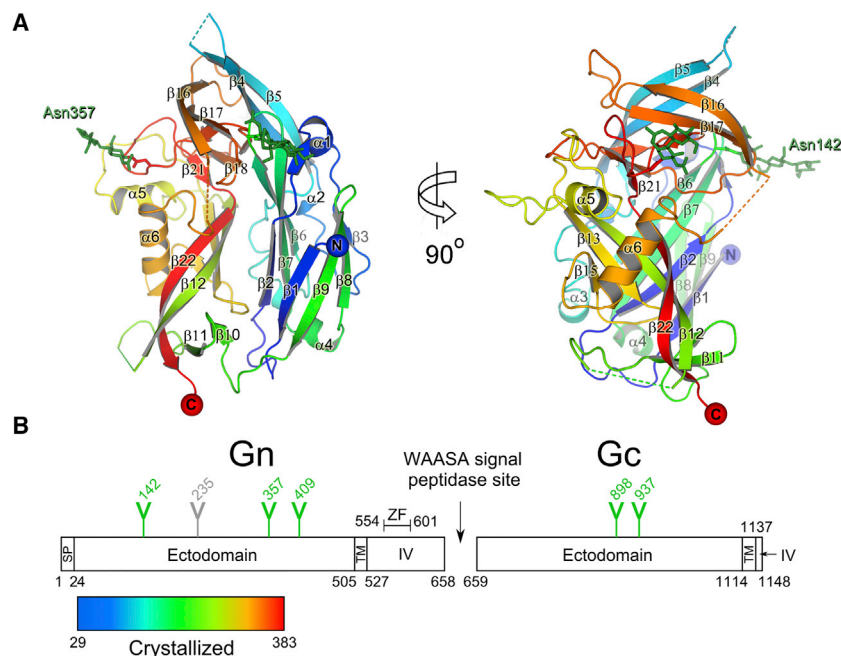 A
Asn357
β16
β17
β4
β5
α1
β18
β21
α5
α2
α6
β6
β3
N
β22
β7
β12
β2
β1
β9
β8
β11
β10
α4
C
90°
β5
β4
β16
β17
Asn142
β21
β6
α5
β7
β13
α6
β2
β9
N
β15
β8
α3
β1
β22
α4
β12
β11
C
B
Gn
WAASA signal
peptidase site
Gc
142
235
357
409
898
937
554 ZF 601
1137
SP
Ectodomain
TM
IV
Ectodomain
TM
IV
1 24
505 527
658 659
1114 1148
29
383
Crystallized